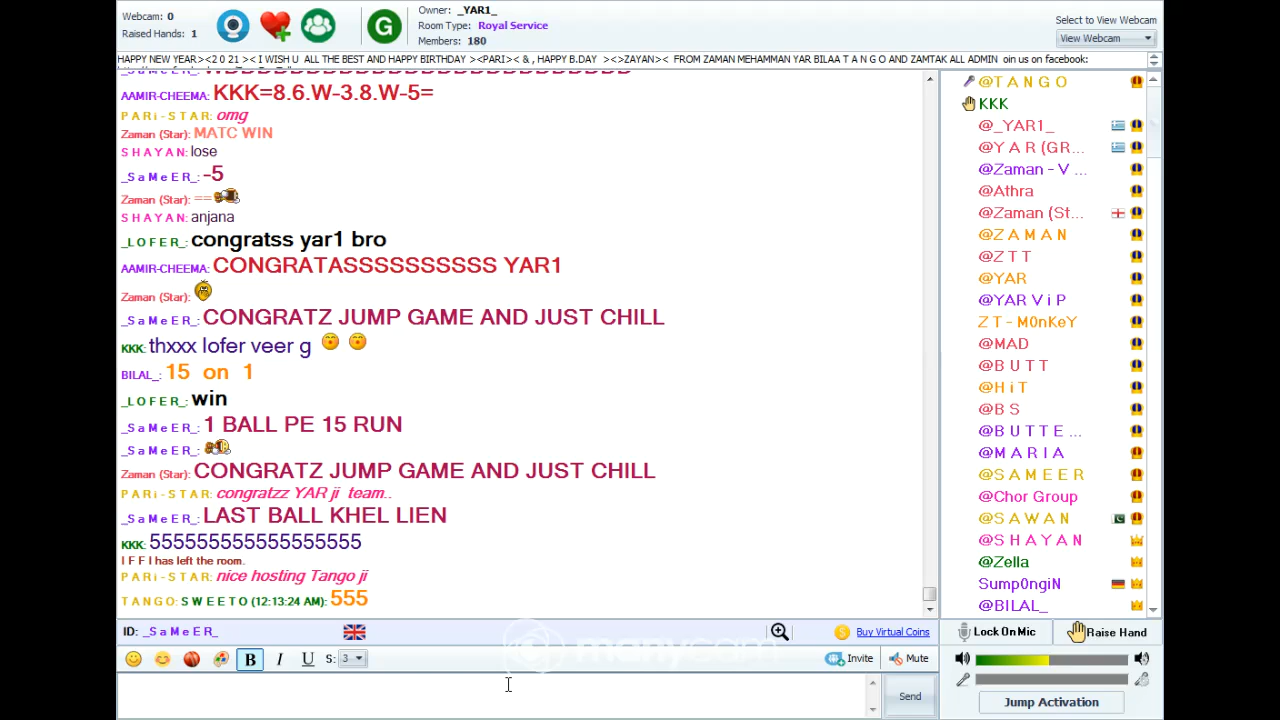 Webcam: 0
Raised Hands: 1
G
Owner: _YAR1_
Room Type: Royal Service
Members: 180
Select to View Webcam
View Webcam
HAPPY NEW YEAR><2 0 21 >< I WISH U ALL THE BEST AND HAPPY BIRTHDAY ><PARI>< & , HAPPY B.DAY ><>ZAYAN>< FROM ZAMAN MEHAMMAN YAR BILAA T A N G O AND ZAMTAK ALL ADMIN oin us on facebook:
AAMIR-CHEEMA: KKK=8.6.W-3.8.W-5=
P A R i - S T A R: omg
Zaman (Star): MATC WIN
S H A Y A N: lose
_S a M e E R_: -5
Zaman (Star): ==
S H A Y A N: anjana
_L O F E R_: congratss yar1 bro
AAMIR-CHEEMA: CONGRATASSSSSSSSSS YAR1
Zaman (Star):
_S a M e E R_: CONGRATZ JUMP GAME AND JUST CHILL
KKK: thxxx lofer veer g
BILAL_: 15 on 1
_L O F E R_: win
_S a M e E R_: 1 BALL PE 15 RUN
_S a M e E R_:
Zaman (Star): CONGRATZ JUMP GAME AND JUST CHILL
P A R i - S T A R: congratzz YAR ji team..
_S a M e E R_: LAST BALL KHEL LIEN
KKK: 555555555555555555
I F F I has left the room.
P A R i - S T A R: nice hosting Tango ji
T A N G O: S W E E T O (12:13:24 AM): 555
@T A N G O
KKK
@_YAR1_
@Y A R (GR...
@Zaman - V ...
@Athra
@Zaman (St...
@Z A M A N
@Z T T
@YAR
@YAR V i P
Z T - M0nKeY
@MAD
@B U T T
@H i T
@B S
@B U T T E ...
@M A R I A
@S A M E E R
@Chor Group
@S A W A N
@S H A Y A N
@Zella
Sump0ngiN
@BILAL_
ID: _S a M e E R_
Buy Virtual Coins
Lock On Mic
Raise Hand
manycam
B I U S: 3
Invite
Mute
Send
Jump Activation